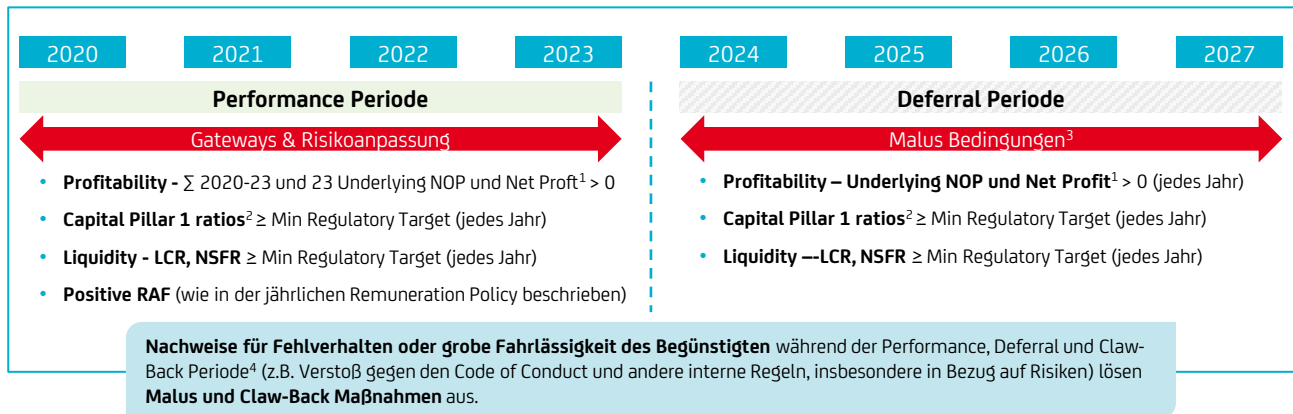 2020 2021 2022 2023 2024 2025 2026 2027
Performance Periode
Deferral Periode
Gateways & Risikoanpassung
Malus Bedingungen³
• Profitability - ∑ 2020-23 und 23 Underlying NOP und Net Proft¹ > 0
• Capital Pillar 1 ratios² ≥ Min Regulatory Target (jedes Jahr)
• Liquidity - LCR, NSFR ≥ Min Regulatory Target (jedes Jahr)
• Positive RAF (wie in der jährlichen Remuneration Policy beschrieben)
• Profitability – Underlying NOP und Net Profit¹ > 0 (jedes Jahr)
• Capital Pillar 1 ratios² ≥ Min Regulatory Target (jedes Jahr)
• Liquidity –-LCR, NSFR ≥ Min Regulatory Target (jedes Jahr)
Nachweise für Fehlverhalten oder grobe Fahrlässigkeit des Begünstigten während der Performance, Deferral und Claw-
Back Periode⁴ (z.B. Verstoß gegen den Code of Conduct und andere interne Regeln, insbesondere in Bezug auf Risiken) lösen
Malus und Claw-Back Maßnahmen aus.